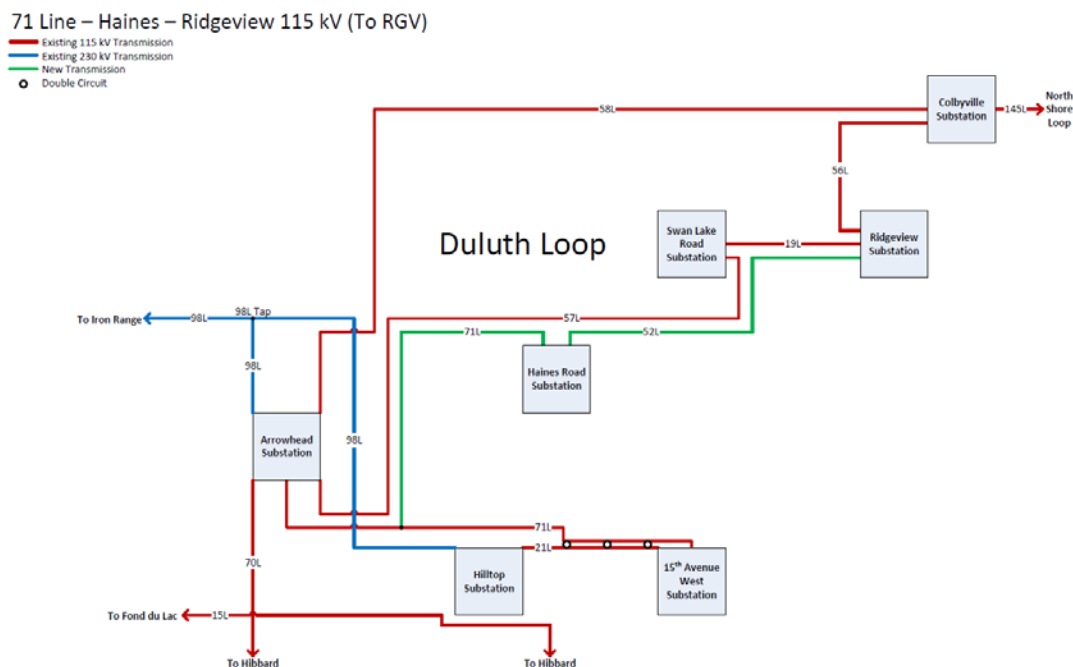 71 Line – Haines – Ridgeview 115 kV (To RGV)
Existing 115 kV Transmission
Existing 230 kV Transmission
New Transmission
Double Circuit
58L
Colbyville
Substation
145L
North
Shore
Loop
56L
Duluth Loop
Swan Lake
Road
Substation
19L
Ridgeview
Substation
To Iron Range
98L
98L Tap
57L
71L
52L
98L
Haines Road
Substation
Arrowhead
Substation
98L
71L
21L
70L
Hilltop
Substation
15th Avenue
West
Substation
To Fond du Lac
15L
To Hibbard
To Hibbard